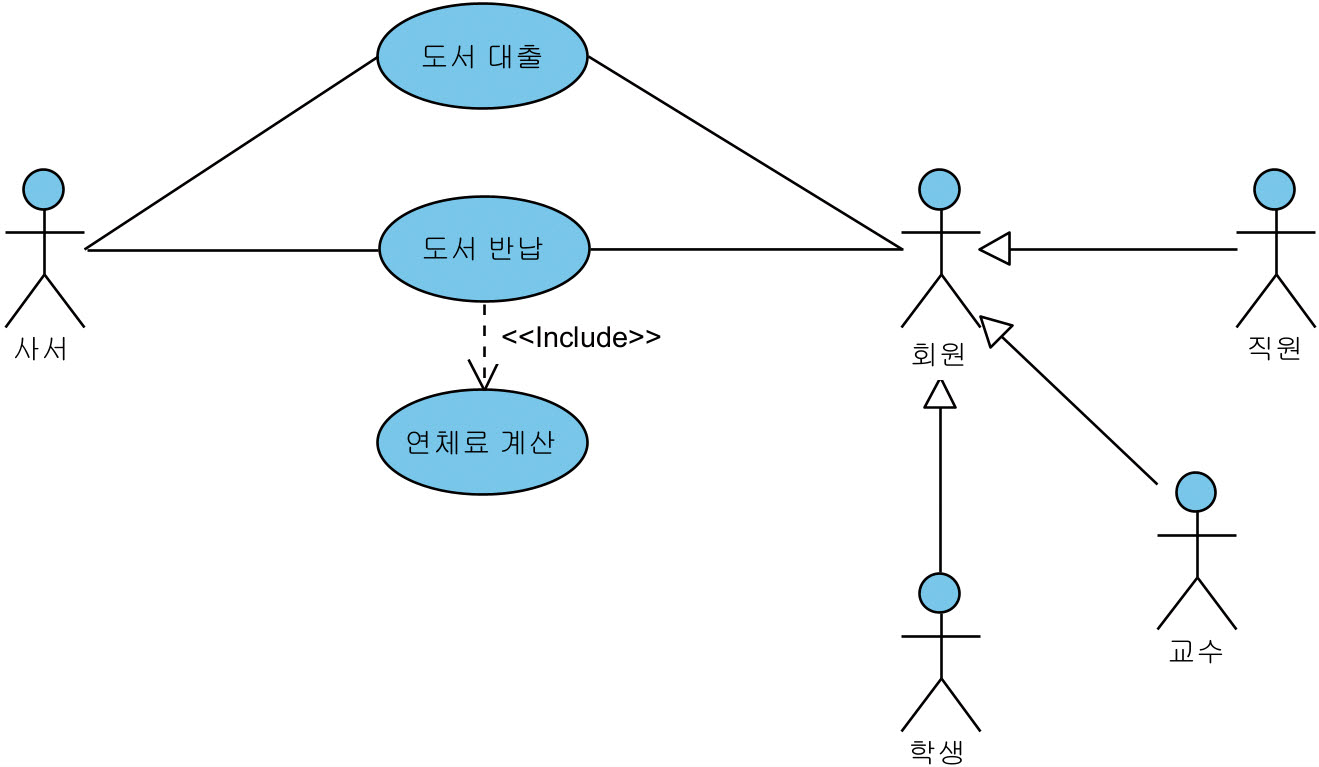 도서 대출
도서 반납
<<Include>>
사서
회원
직원
연체료 계산
교수
학생